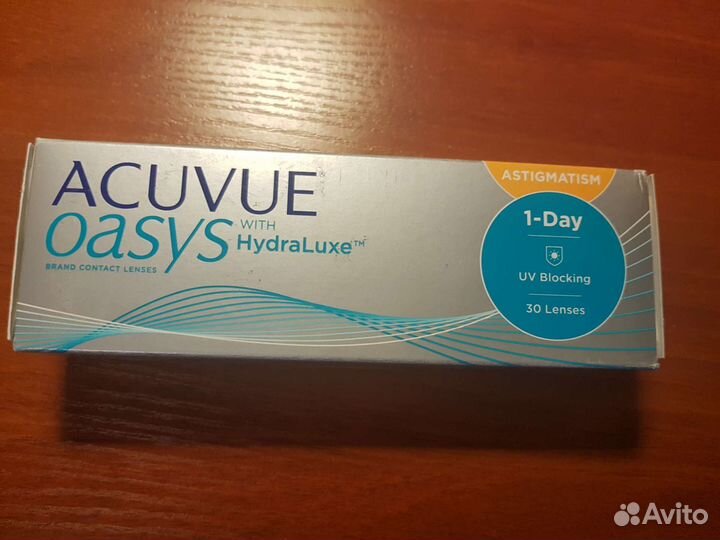 ACUVUE
oasys WITH HydraLuxe™
BRAND CONTACT LENSES
ASTIGMATISM
1-Day
UV Blocking
30 Lenses
Avito